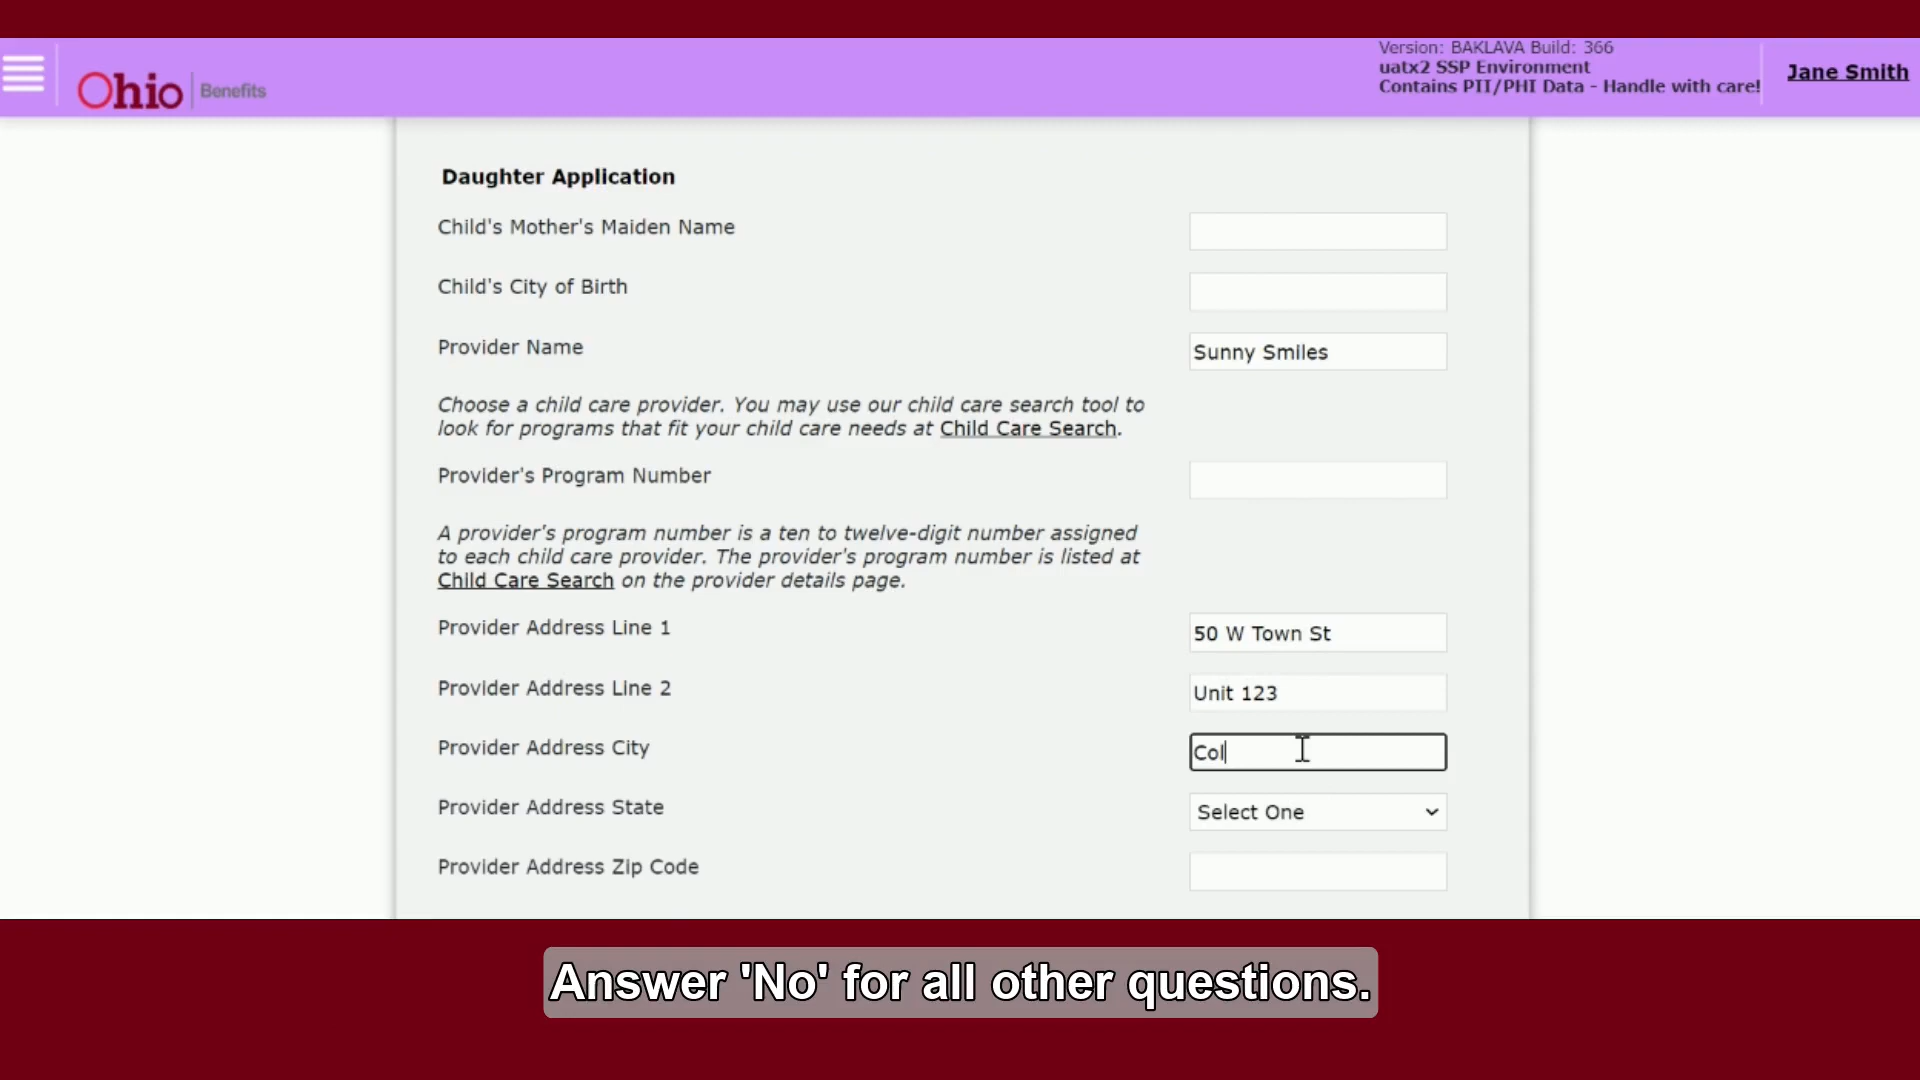 Ohio Benefits
Version: BAKLAVA Build: 366
uatx2 SSP Environment
Contains PII/PHI Data - Handle with care!
Jane Smith
Daughter Application
Child's Mother's Maiden Name
Child's City of Birth
Provider Name Sunny Smiles
Choose a child care provider. You may use our child care search tool to
look for programs that fit your child care needs at Child Care Search.
Provider's Program Number
A provider's program number is a ten to twelve-digit number assigned
to each child care provider. The provider's program number is listed at
Child Care Search on the provider details page.
Provider Address Line 1 50 W Town St
Provider Address Line 2 Unit 123
Provider Address City Col
Provider Address State Select One
Provider Address Zip Code
Answer 'No' for all other questions.